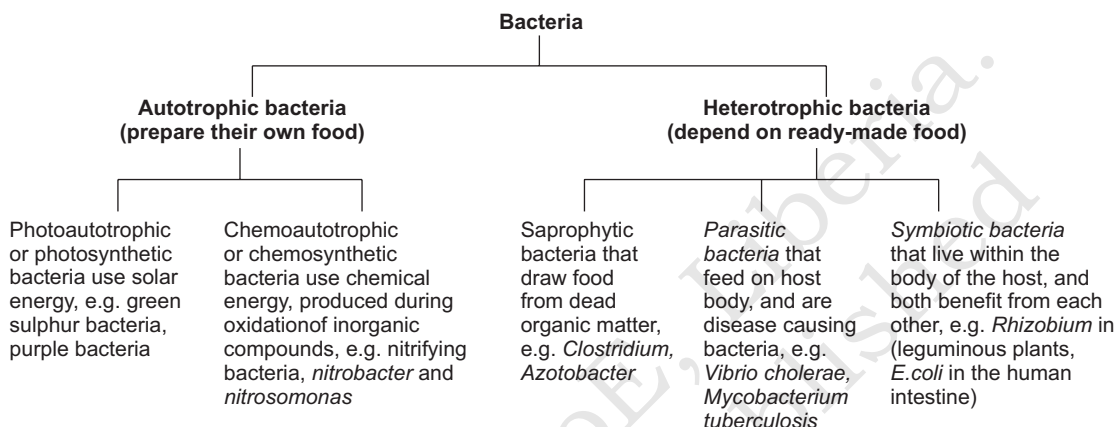 Bacteria
Autotrophic bacteria
(prepare their own food)
Heterotrophic bacteria
(depend on ready-made food)
Photoautotrophic
or photosynthetic
bacteria use solar
energy, e.g. green
sulphur bacteria,
purple bacteria
Chemoautotrophic
or chemosynthetic
bacteria use chemical
energy, produced during
oxidationof inorganic
compounds, e.g. nitrifying
bacteria, nitrobacter and
nitrosomonas
Saprophytic
bacteria that
draw food
from dead
organic matter,
e.g. Clostridium,
Azotobacter
Parasitic
bacteria that
feed on host
body, and are
disease causing
bacteria, e.g.
Vibrio cholerae,
Mycobacterium
tuberculosis
Symbiotic bacteria
that live within the
body of the host, and
both benefit from each
other, e.g. Rhizobium in
(leguminous plants,
E.coli in the human
intestine)
Liberia.